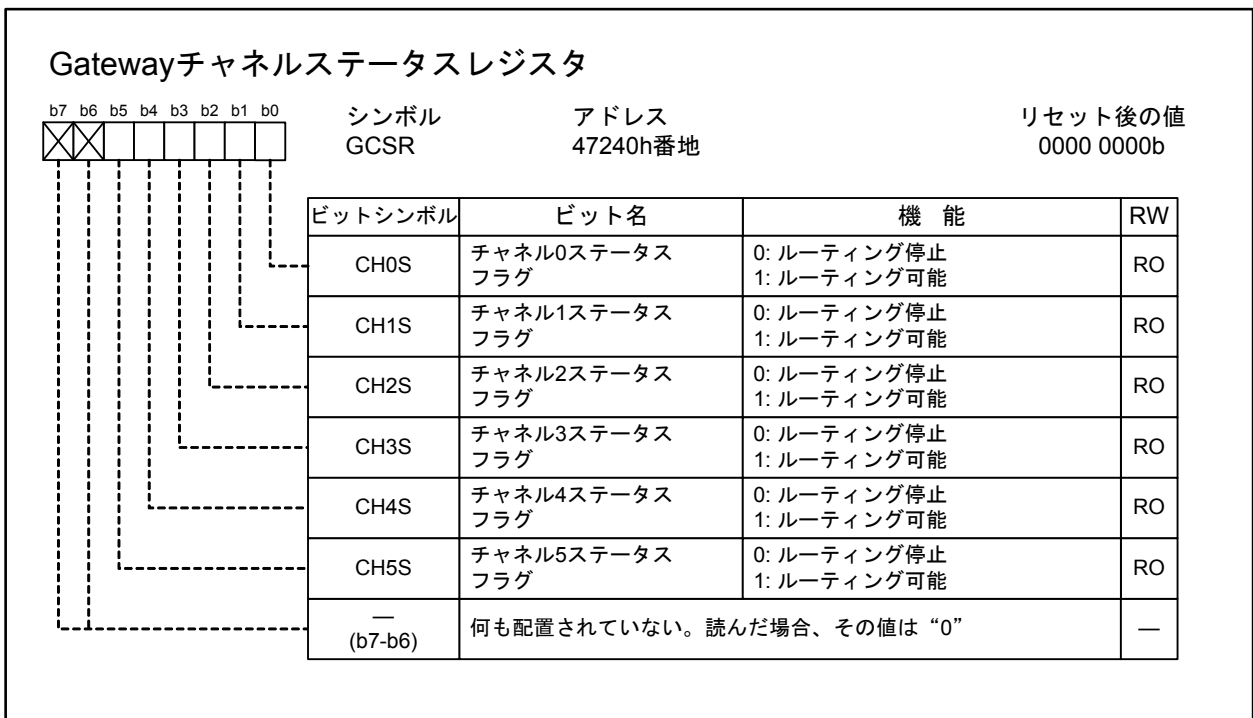 Gatewayチャネルステータスレジスタ
b7 b6 b5 b4 b3 b2 b1 b0
シンボル アドレス リセット後の値
GCSR 47240h番地 0000 0000b
ビットシンボル ビット名 機 能 RW
CH0S チャネル0ステータス フラグ 0: ルーティング停止 1: ルーティング可能 RO
CH1S チャネル1ステータス フラグ 0: ルーティング停止 1: ルーティング可能 RO
CH2S チャネル2ステータス フラグ 0: ルーティング停止 1: ルーティング可能 RO
CH3S チャネル3ステータス フラグ 0: ルーティング停止 1: ルーティング可能 RO
CH4S チャネル4ステータス フラグ 0: ルーティング停止 1: ルーティング可能 RO
CH5S チャネル5ステータス フラグ 0: ルーティング停止 1: ルーティング可能 RO
— (b7-b6) 何も配置されていない。読んだ場合、その値は“0” —